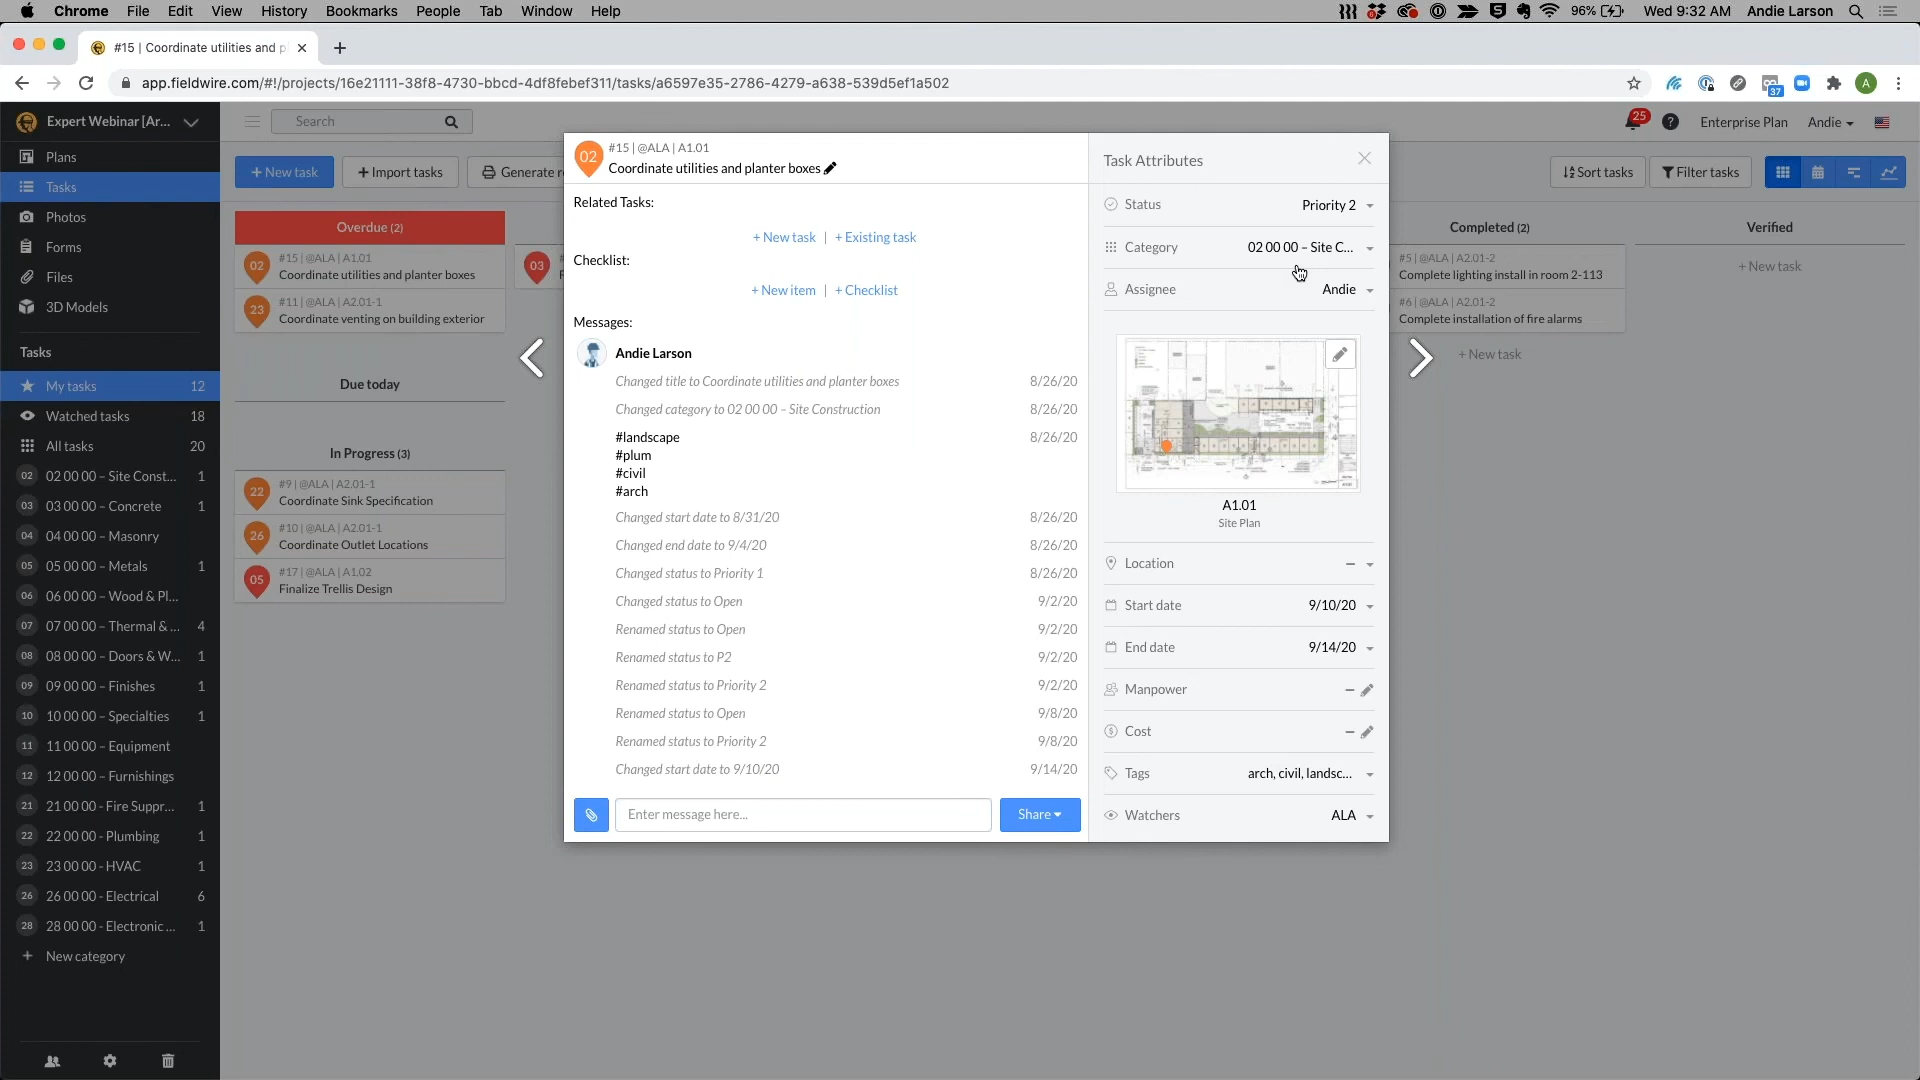 Chrome File Edit View History Bookmarks People Tab Window Help
96% Wed 9:32 AM Andie Larson
#15 | Coordinate utilities and p
app.fieldwire.com/#!/projects/16e21111-38f8-4730-bbcd-4df8febef311/tasks/a6597e35-2786-4279-a638-539d5ef1a502
37
A
Expert Webinar [Ar...
Search
25
Enterprise Plan
Andie
Plans
Tasks
Photos
Forms
Files
3D Models
Tasks
My tasks 12
Watched tasks 18
All tasks 20
02 02 00 00 – Site Const... 1
03 03 00 00 – Concrete 1
04 04 00 00 – Masonry
05 05 00 00 – Metals 1
06 06 00 00 – Wood & Pl...
07 07 00 00 – Thermal & ... 4
08 08 00 00 – Doors & W... 1
09 09 00 00 – Finishes 1
10 10 00 00 – Specialties 1
11 11 00 00 – Equipment
12 12 00 00 – Furnishings
21 21 00 00 - Fire Suppr... 1
22 22 00 00 - Plumbing 1
23 23 00 00 - HVAC 1
26 26 00 00 - Electrical 6
28 28 00 00 - Electronic ... 1
+ New category
+ New task
+ Import tasks
Generate r
Sort tasks
Filter tasks
Overdue (2)
02 #15 | @ALA | A1.01
Coordinate utilities and planter boxes
23 #11 | @ALA | A2.01-1
Coordinate venting on building exterior
Due today
In Progress (3)
22 #9 | @ALA | A2.01-1
Coordinate Sink Specification
26 #10 | @ALA | A2.01-1
Coordinate Outlet Locations
05 #17 | @ALA | A1.02
Finalize Trellis Design
03
02 #15 | @ALA | A1.01
Coordinate utilities and planter boxes
Related Tasks:
+ New task | + Existing task
Checklist:
+ New item | + Checklist
Messages:
Andie Larson
Changed title to Coordinate utilities and planter boxes 8/26/20
Changed category to 02 00 00 – Site Construction 8/26/20
#landscape 8/26/20
#plum
#civil
#arch
Changed start date to 8/31/20 8/26/20
Changed end date to 9/4/20 8/26/20
Changed status to Priority 1 8/26/20
Changed status to Open 9/2/20
Renamed status to Open 9/2/20
Renamed status to P2 9/2/20
Renamed status to Priority 2 9/2/20
Renamed status to Open 9/8/20
Renamed status to Priority 2 9/8/20
Changed start date to 9/10/20 9/14/20
Enter message here...
Share
Task Attributes
Status Priority 2
Category 02 00 00 – Site C...
Assignee Andie
A1.01
Site Plan
Location –
Start date 9/10/20
End date 9/14/20
Manpower –
Cost –
Tags arch, civil, landsc...
Watchers ALA
Completed (2)
#5 | @ALA | A2.01-2
Complete lighting install in room 2-113
#6 | @ALA | A2.01-2
Complete installation of fire alarms
+ New task
Verified
+ New task